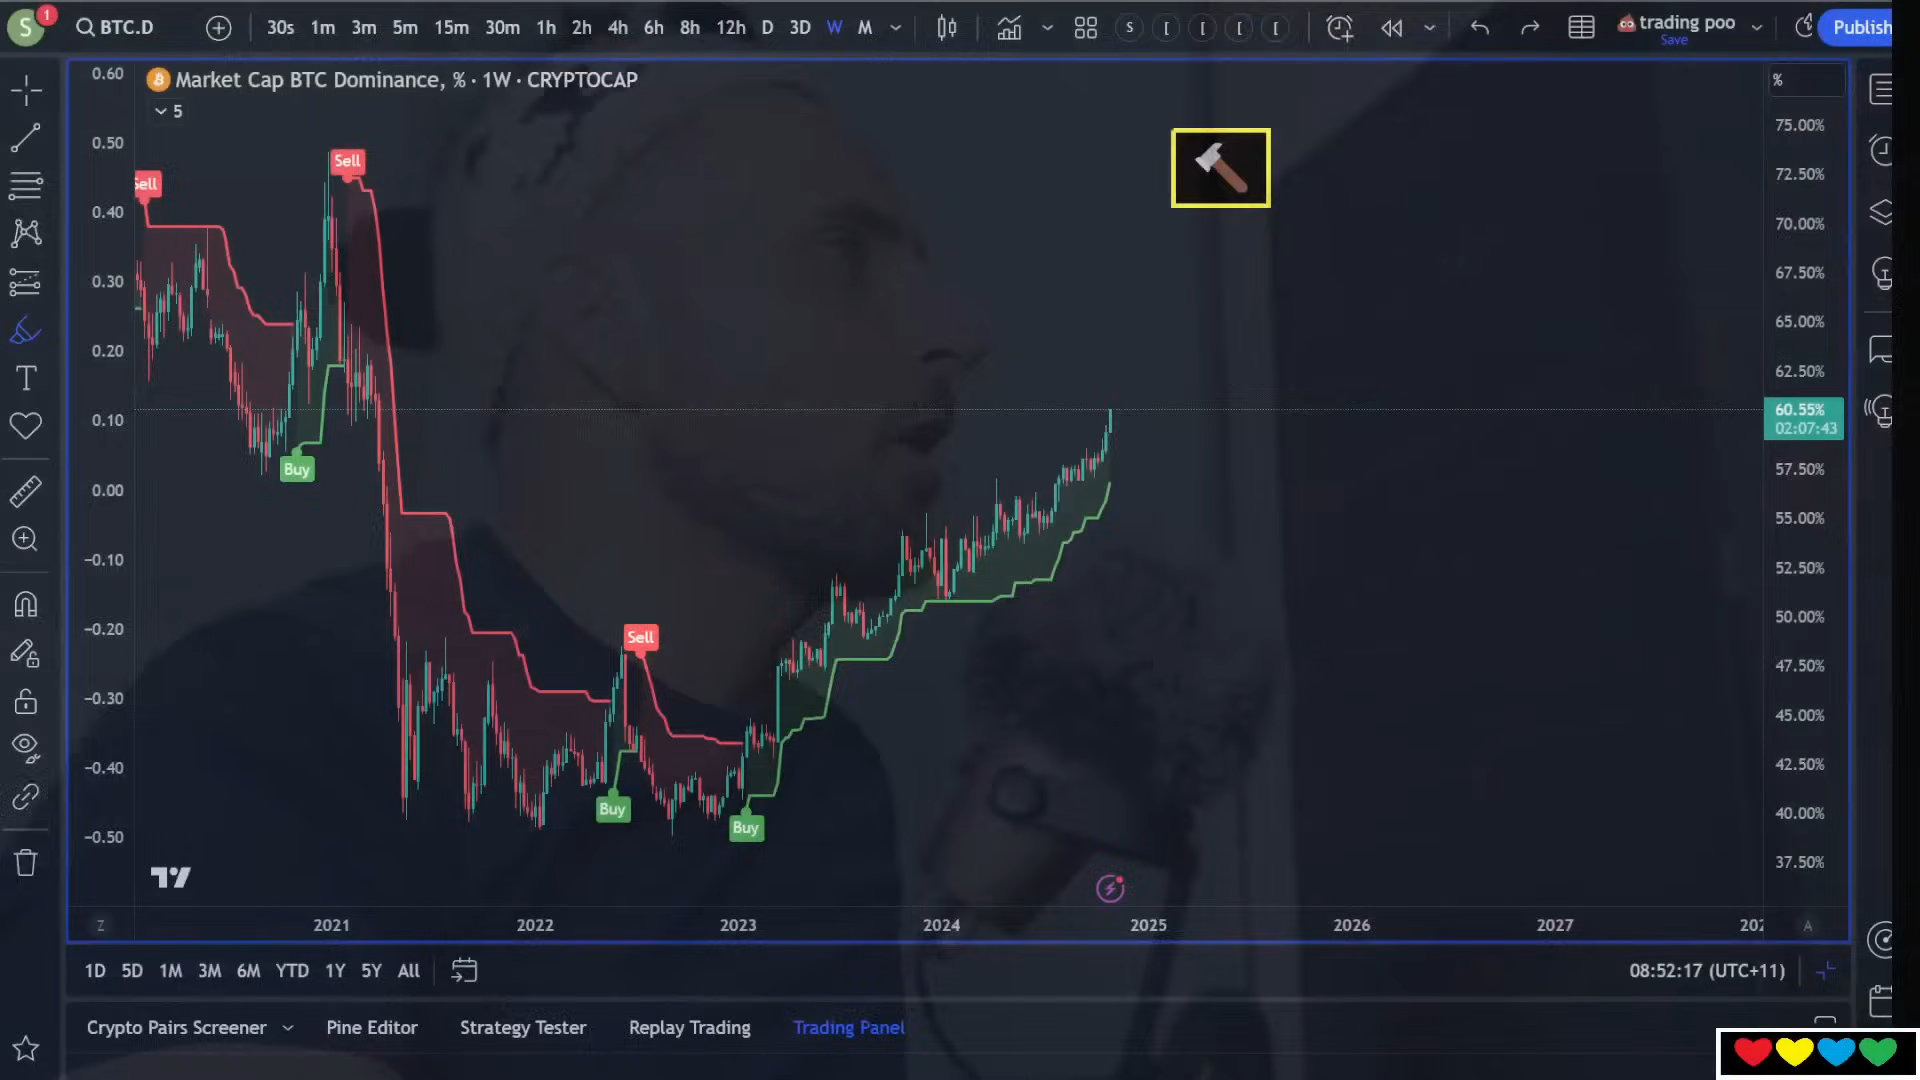 S 1 BTC.D 30s 1m 3m 5m 15m 30m 1h 2h 4h 6h 8h 12h D 3D W M S [ [ [ [ trading poo Save Publish
Market Cap BTC Dominance, % · 1W · CRYPTOCAP
5
%
0.60
0.50
0.40
0.30
0.20
0.10
0.00
−0.10
−0.20
−0.30
−0.40
−0.50
Sell
Sell
Buy
Sell
Buy
Buy
75.00%
72.50%
70.00%
67.50%
65.00%
62.50%
60.55%
02:07:43
57.50%
55.00%
52.50%
50.00%
47.50%
45.00%
42.50%
40.00%
37.50%
Z 2021 2022 2023 2024 2025 2026 2027 202 A
1D 5D 1M 3M 6M YTD 1Y 5Y All 08:52:17 (UTC+11)
Crypto Pairs Screener Pine Editor Strategy Tester Replay Trading Trading Panel